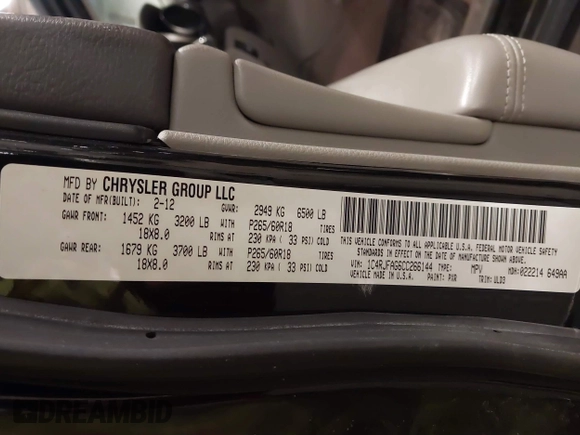 MFD BY CHRYSLER GROUP LLC
DATE OF MFR(BUILT): 2-12 GVWR: 2949 KG 6500 LB
GAWR FRONT: 1452 KG 3200 LB WITH P265/60R18 TIRES
18X8.0 RIMS AT 230 KPA ( 33 PSI) COLD
GAWR REAR: 1679 KG 3700 LB WITH P265/60R18 TIRES
18X8.0 RIMS AT 230 KPA ( 33 PSI) COLD
THIS VEHICLE CONFORMS TO ALL APPLICABLE U.S.A. FEDERAL MOTOR VEHICLE SAFETY
STANDARDS IN EFFECT ON THE DATE OF MANUFACTURE SHOWN ABOVE
VIN: 1C4RJFAG6CC266144 TYPE: MPV MDH: 022214 649AA
VEHICLE MADE IN U.S.A. PAINT: PXR TRIM: ULD3
DREAMBID